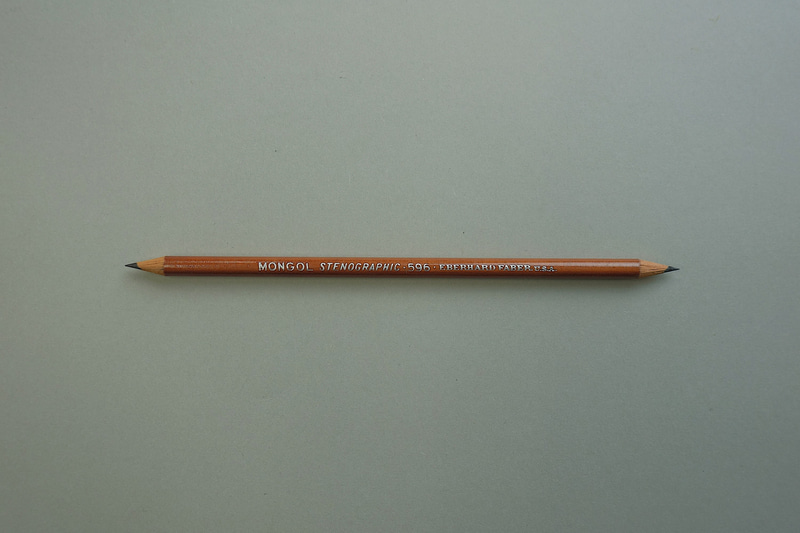 MONGOL STENOGRAPHIC · 596 · EBERHARD FABER U.S.A.